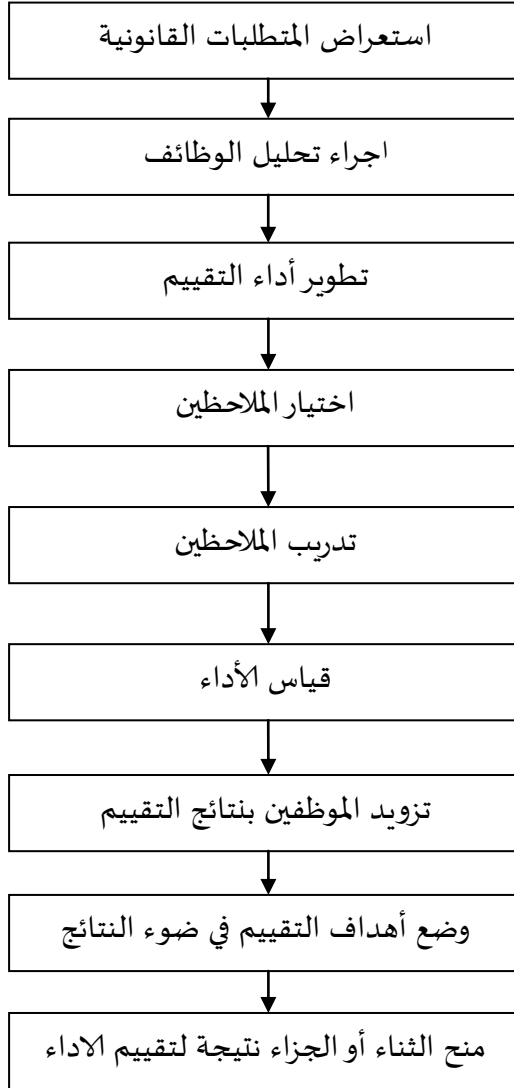 استعراض المتطلبات القانونية
اجراء تحليل الوظائف
تطوير أداء التقييم
اختيار الملاحظين
تدريب الملاحظين
قياس الأداء
تزويد الموظفين بنتائج التقييم
وضع أهداف التقييم في ضوء النتائج
منح الثناء أو الجزاء نتيجة لتقييم الاداء